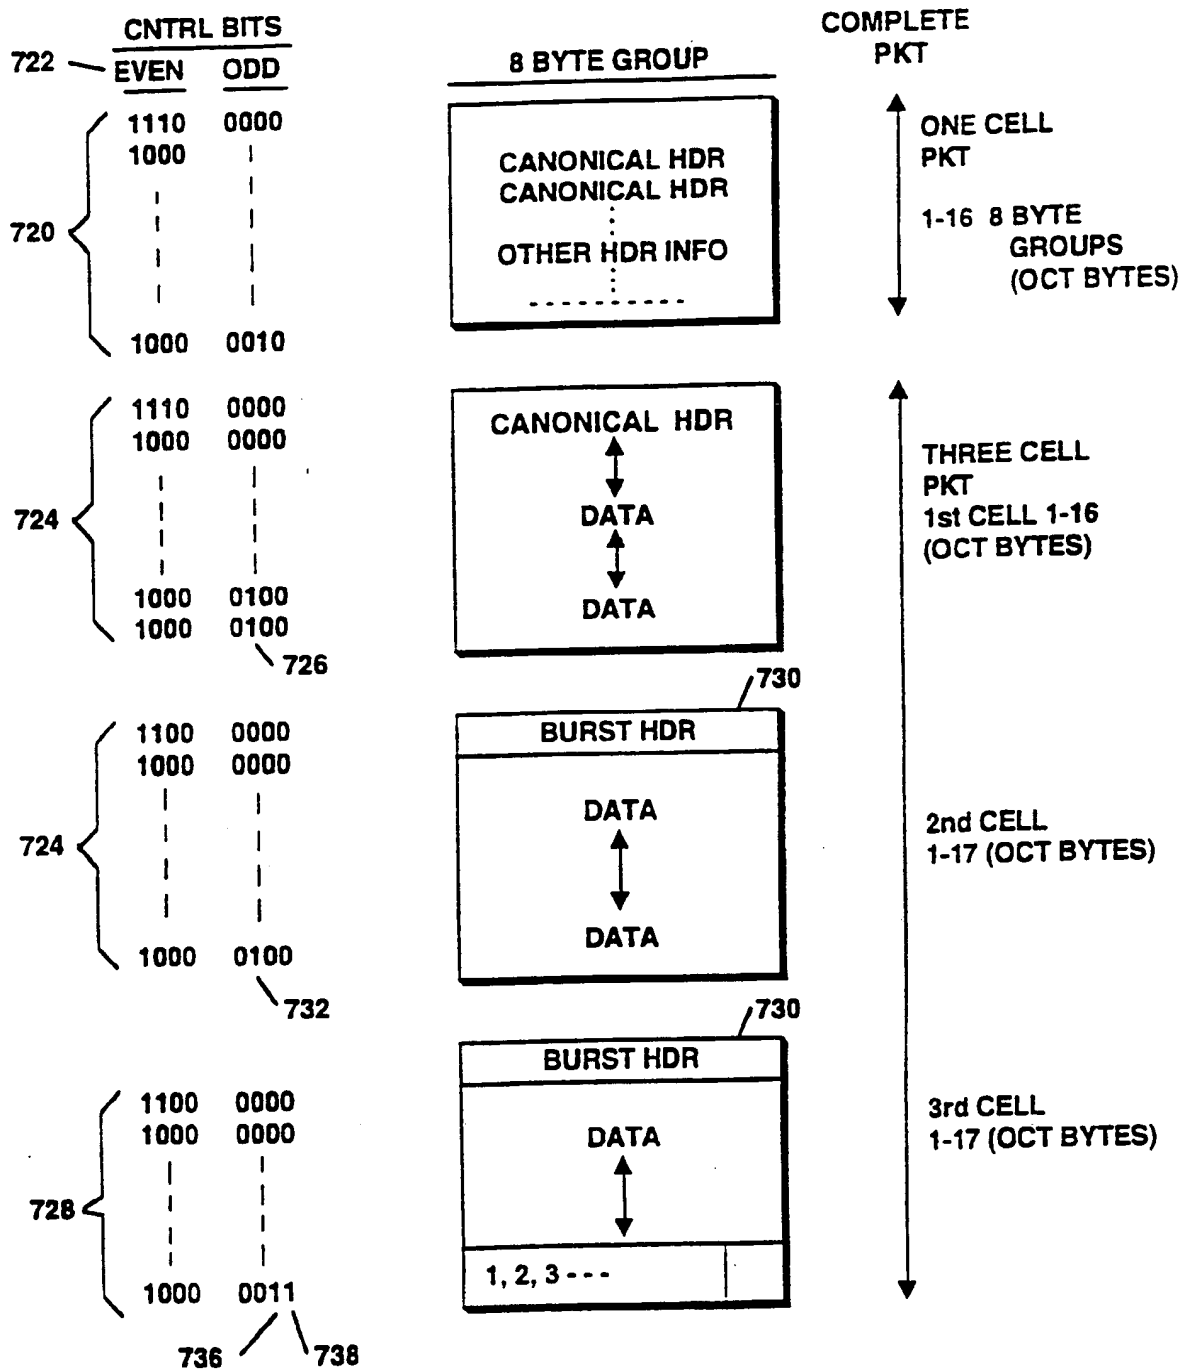 CNTRL BITS
722 EVEN ODD
8 BYTE GROUP
COMPLETE
PKT
720
1110 0000
1000
1000 0010
CANONICAL HDR
CANONICAL HDR
OTHER HDR INFO
ONE CELL
PKT
1-16 8 BYTE
GROUPS
(OCT BYTES)
724
1110 0000
1000 0000
1000 0100
1000 0100
726
CANONICAL HDR
DATA
DATA
THREE CELL
PKT
1st CELL 1-16
(OCT BYTES)
724
1100 0000
1000 0000
1000 0100
732
730
BURST HDR
DATA
DATA
2nd CELL
1-17 (OCT BYTES)
728
1100 0000
1000 0000
1000 0011
736 738
730
BURST HDR
DATA
1, 2, 3 - - -
3rd CELL
1-17 (OCT BYTES)